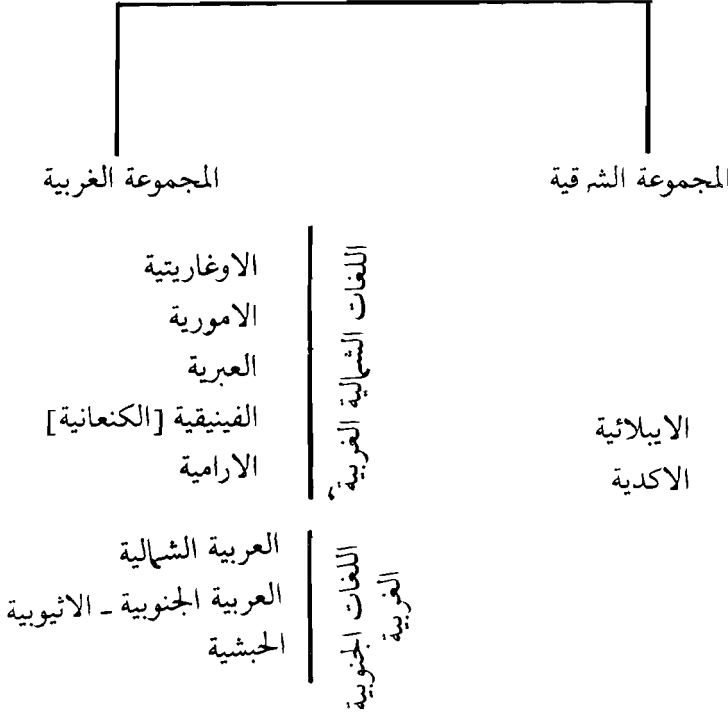 المجموعة الشرقية
المجموعة الغربية
الايبلائية
الاكدية
اللغات الشمالية الغربية
الاوغاريتية
الامورية
العبرية
الفينيقية [الكنعانية]
الارامية
اللغات الجنوبية
الغربية
العربية الشمالية
العربية الجنوبية - الاثيوبية
الحبشية